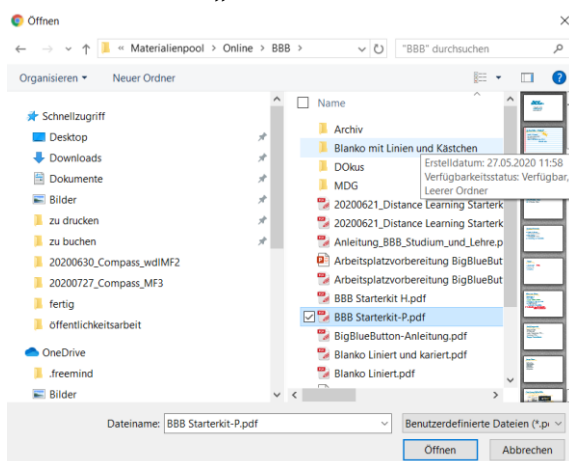 Öffnen
« Materialienpool > Online > BBB >
"BBB" durchsuchen
Organisieren
Neuer Ordner
Schnellzugriff
Desktop
Downloads
Dokumente
Bilder
zu drucken
zu buchen
20200630_Compass_wdlMF2
20200727_Compass_MF3
fertig
öffentlichkeitsarbeit
OneDrive
.freemind
Bilder
Name
Archiv
Blanko mit Linien und Kästchen
DOkus
MDG
20200621_Distance Learning Starterk
20200621_Distance Learning Starterk
Anleitung_BBB_Studium_und_Lehre.p
Arbeitsplatzvorbereitung BigBlueBut
Arbeitsplatzvorbereitung BigBlueBut
BBB Starterkit H.pdf
BBB Starterkit-P.pdf
BigBlueButton-Anleitung.pdf
Blanko Liniert und kariert.pdf
Blanko Liniert.pdf
Erstelldatum: 27.05.2020 11:58
Verfügbarkeitsstatus: Verfügbar,
Leerer Ordner
Dateiname: BBB Starterkit-P.pdf
Benutzerdefinierte Dateien (*.p
Öffnen
Abbrechen